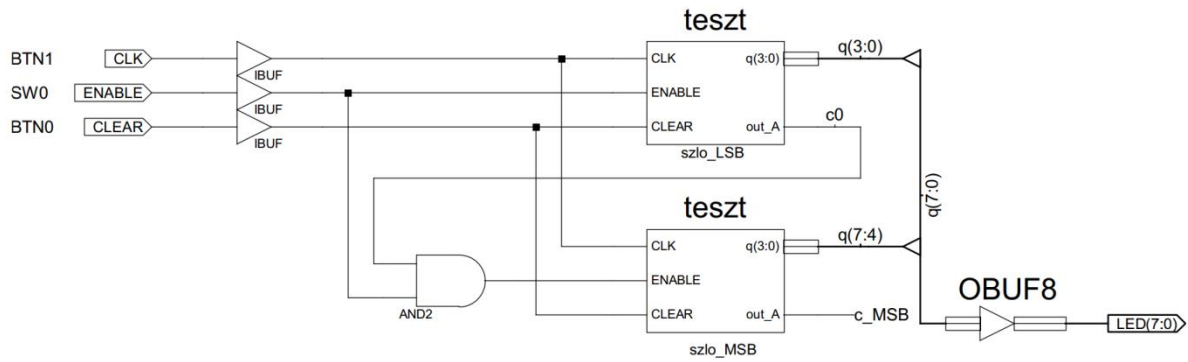 teszt
BTN1 CLK IBUF CLK q(3:0) q(3:0)
SW0 ENABLE IBUF ENABLE
BTN0 CLEAR IBUF CLEAR out_A c0
szlo_LSB
q(7:0)
teszt
CLK q(3:0) q(7:4)
ENABLE
AND2 CLEAR out_A c_MSB
szlo_MSB
OBUF8
LED(7:0)